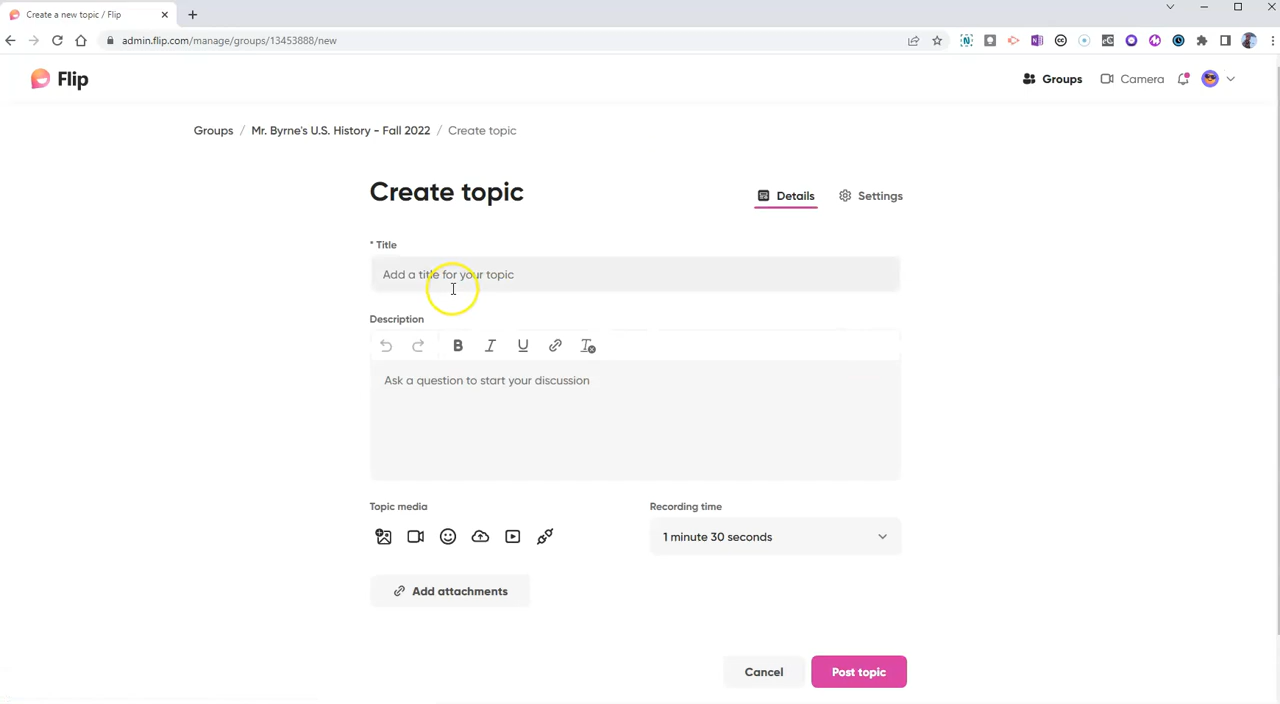 Create a new topic / Flip
admin.flip.com/manage/groups/13453888/new
Flip
Groups
Camera
Groups / Mr. Byrne's U.S. History - Fall 2022 / Create topic
Create topic
Details
Settings
* Title
Add a title for your topic
Description
B I U
Ask a question to start your discussion
Topic media
Recording time
1 minute 30 seconds
Add attachments
Cancel
Post topic